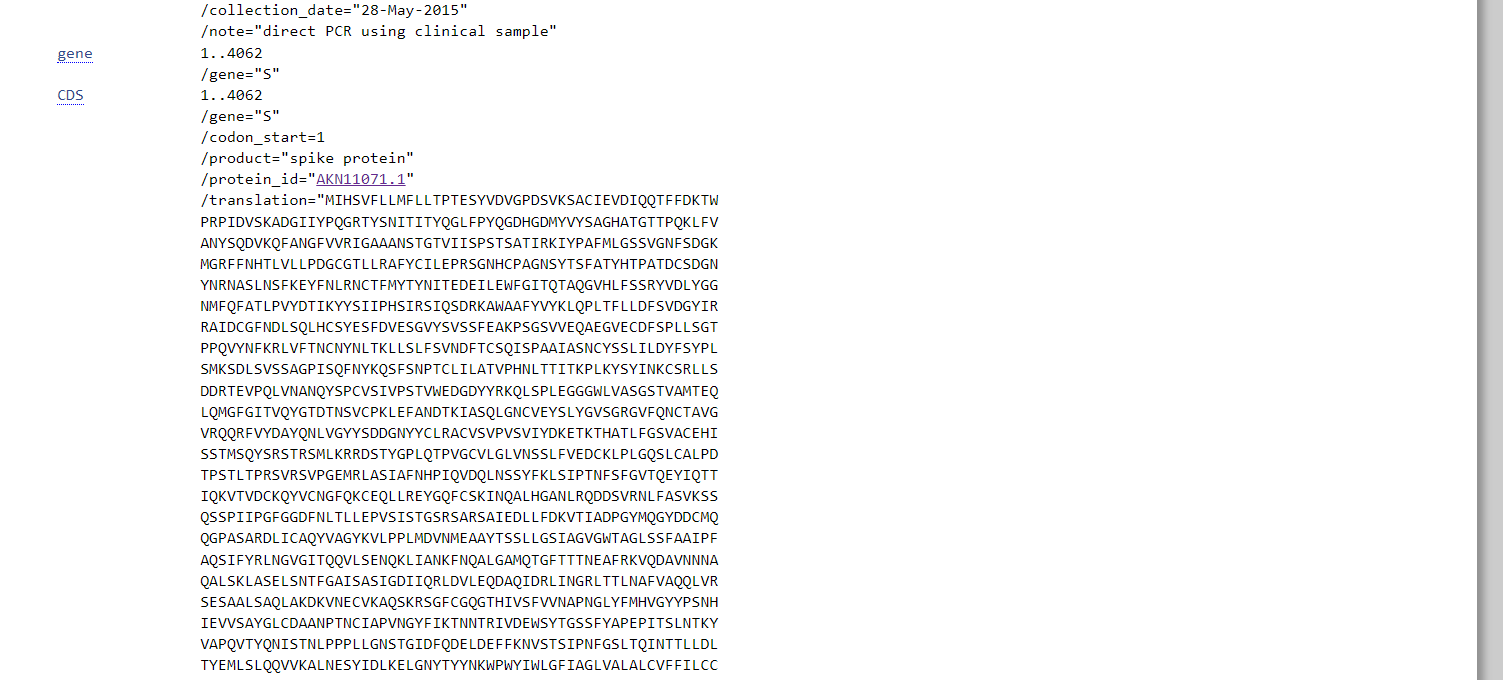 /collection_date="28-May-2015"
/note="direct PCR using clinical sample"
gene 1..4062
/gene="S"
CDS 1..4062
/gene="S"
/codon_start=1
/product="spike protein"
/protein_id="AKN11071.1"
/translation="MIHSVFLLMFLLTPTESYVDVGPDSVKSACIEVDIQQTFFDKTW
PRPIDVSKADGIIYPQGRTYSNITITYQGLFPYQGDHGDMYVYSAGHATGTTPQKLFV
ANYSQDVKQFANGFVVRIGAAANSTGTVIISPSTSATIRKIYPAFMLGSSVGNFSDGK
MGRFFNHTLVLLPDGCGTLLRAFYCILEPRSGNHCPAGNSYTSFATYHTPATDCSDGN
YNRNASLNSFKEYFNLRNCTFMYTYNITEDEILEWFGITQTAQGVHLFSSRYVDLYGG
NMFQFATLPVYDTIKYYSIIPHSIRSIQSDRKAWAAFYVYKLQPLTFLLDFSVDGYIR
RAIDCGFNDLSQLHCSYESFDVESGVYSVSSFEAKPSGSVVEQAEGVECDFSPLLSGT
PPQVYNFKRLVFTNCNYNLTKLLSLFSVNDFTCSQISPAAIASNCYSSLILDYFSYPL
SMKSDLSVSSAGPISQFNYKQSFSNPTCLILATVPHNLTTITKPLKYSYINKCSRLLS
DDRTEVPQLVNANQYSPCVSIVPSTVWEDGDYYRKQLSPLEGGGWLVASGSTVAMTEQ
LQMGFGITVQYGTDTNSVCPKLEFANDTKIASQLGNCVEYSLYGVSGRGVFQNCTAVG
VRQQRFVYDAYQNLVGYYSDDGNYYCLRACVSVPVSVIYDKETKTHATLFGSVACEHI
SSTMSQYSRSTRSMLKRRDSTYGPLQTPVGCVLGLVNSSLFVEDCKLPLGQSLCALPD
TPSTLTPRSVRSVPGEMRLASIAFNHPIQVDQLNSSYFKLSIPTNFSFGVTQEYIQTT
IQKVTVDCKQYVCNGFQKCEQLLREYGQFCSKINQALHGANLRQDDSVRNLFASVKSS
QSSPIIPGFGGDFNLTLLEPVSISTGSRSARSAIEDLLFDKVTIADPGYMQGYDDCMQ
QGPASARDLICAQYVAGYKVLPPLMDVNMEAAYTSSLLGSIAGVGWTAGLSSFAAIPF
AQSIFYRLNGVGITQQVLSENQKLIANKFNQALGAMQTGFTTTNEAFRKVQDAVNNNA
QALSKLASELSNTFGAISASIGDIIQRLDVLEQDAQIDRLINGRLTTLNAFVAQQLVR
SESAALSAQLAKDKVNECVKAQSKRSGFCGQGTHIVSFVVNAPNGLYFMHVGYYPSNH
IEVVSAYGLCDAANPTNCIAPVNGYFIKTNNTRIVDEWSYTGSSFYAPEPITSLNTKY
VAPQVTYQNISTNLPPPLLGNSTGIDFQDELDEFFKNVSTSIPNFGSLTQINTTLLDL
TYEMLSLQQVVKALNESYIDLKELGNYTYYNKWPWYIWLGFIAGLVALALCVFFILCC